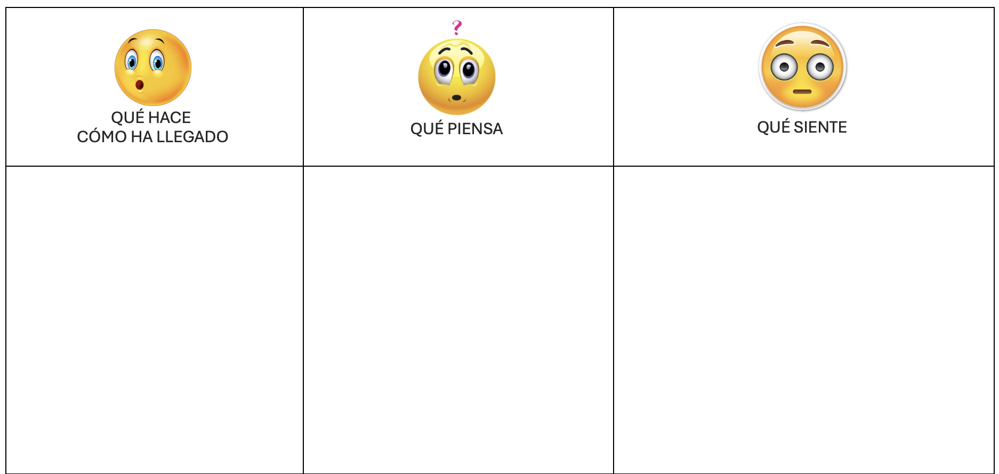 ?
QUÉ HACE
CÓMO HA LLEGADO
QUÉ PIENSA
QUÉ SIENTE